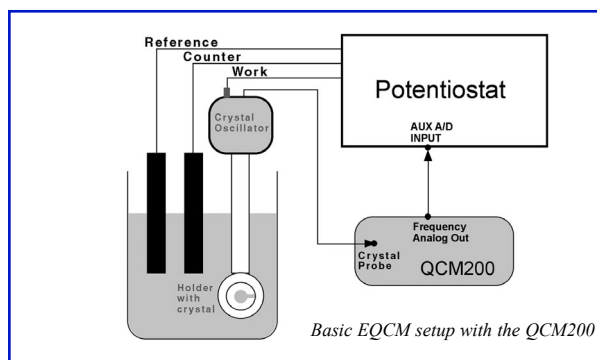 Reference
Counter
Work
Crystal
Oscillator
Potentiostat
AUX A/D
INPUT
Frequency
Analog Out
Crystal
Probe
QCM200
Holder
with
crystal
Basic EQCM setup with the QCM200